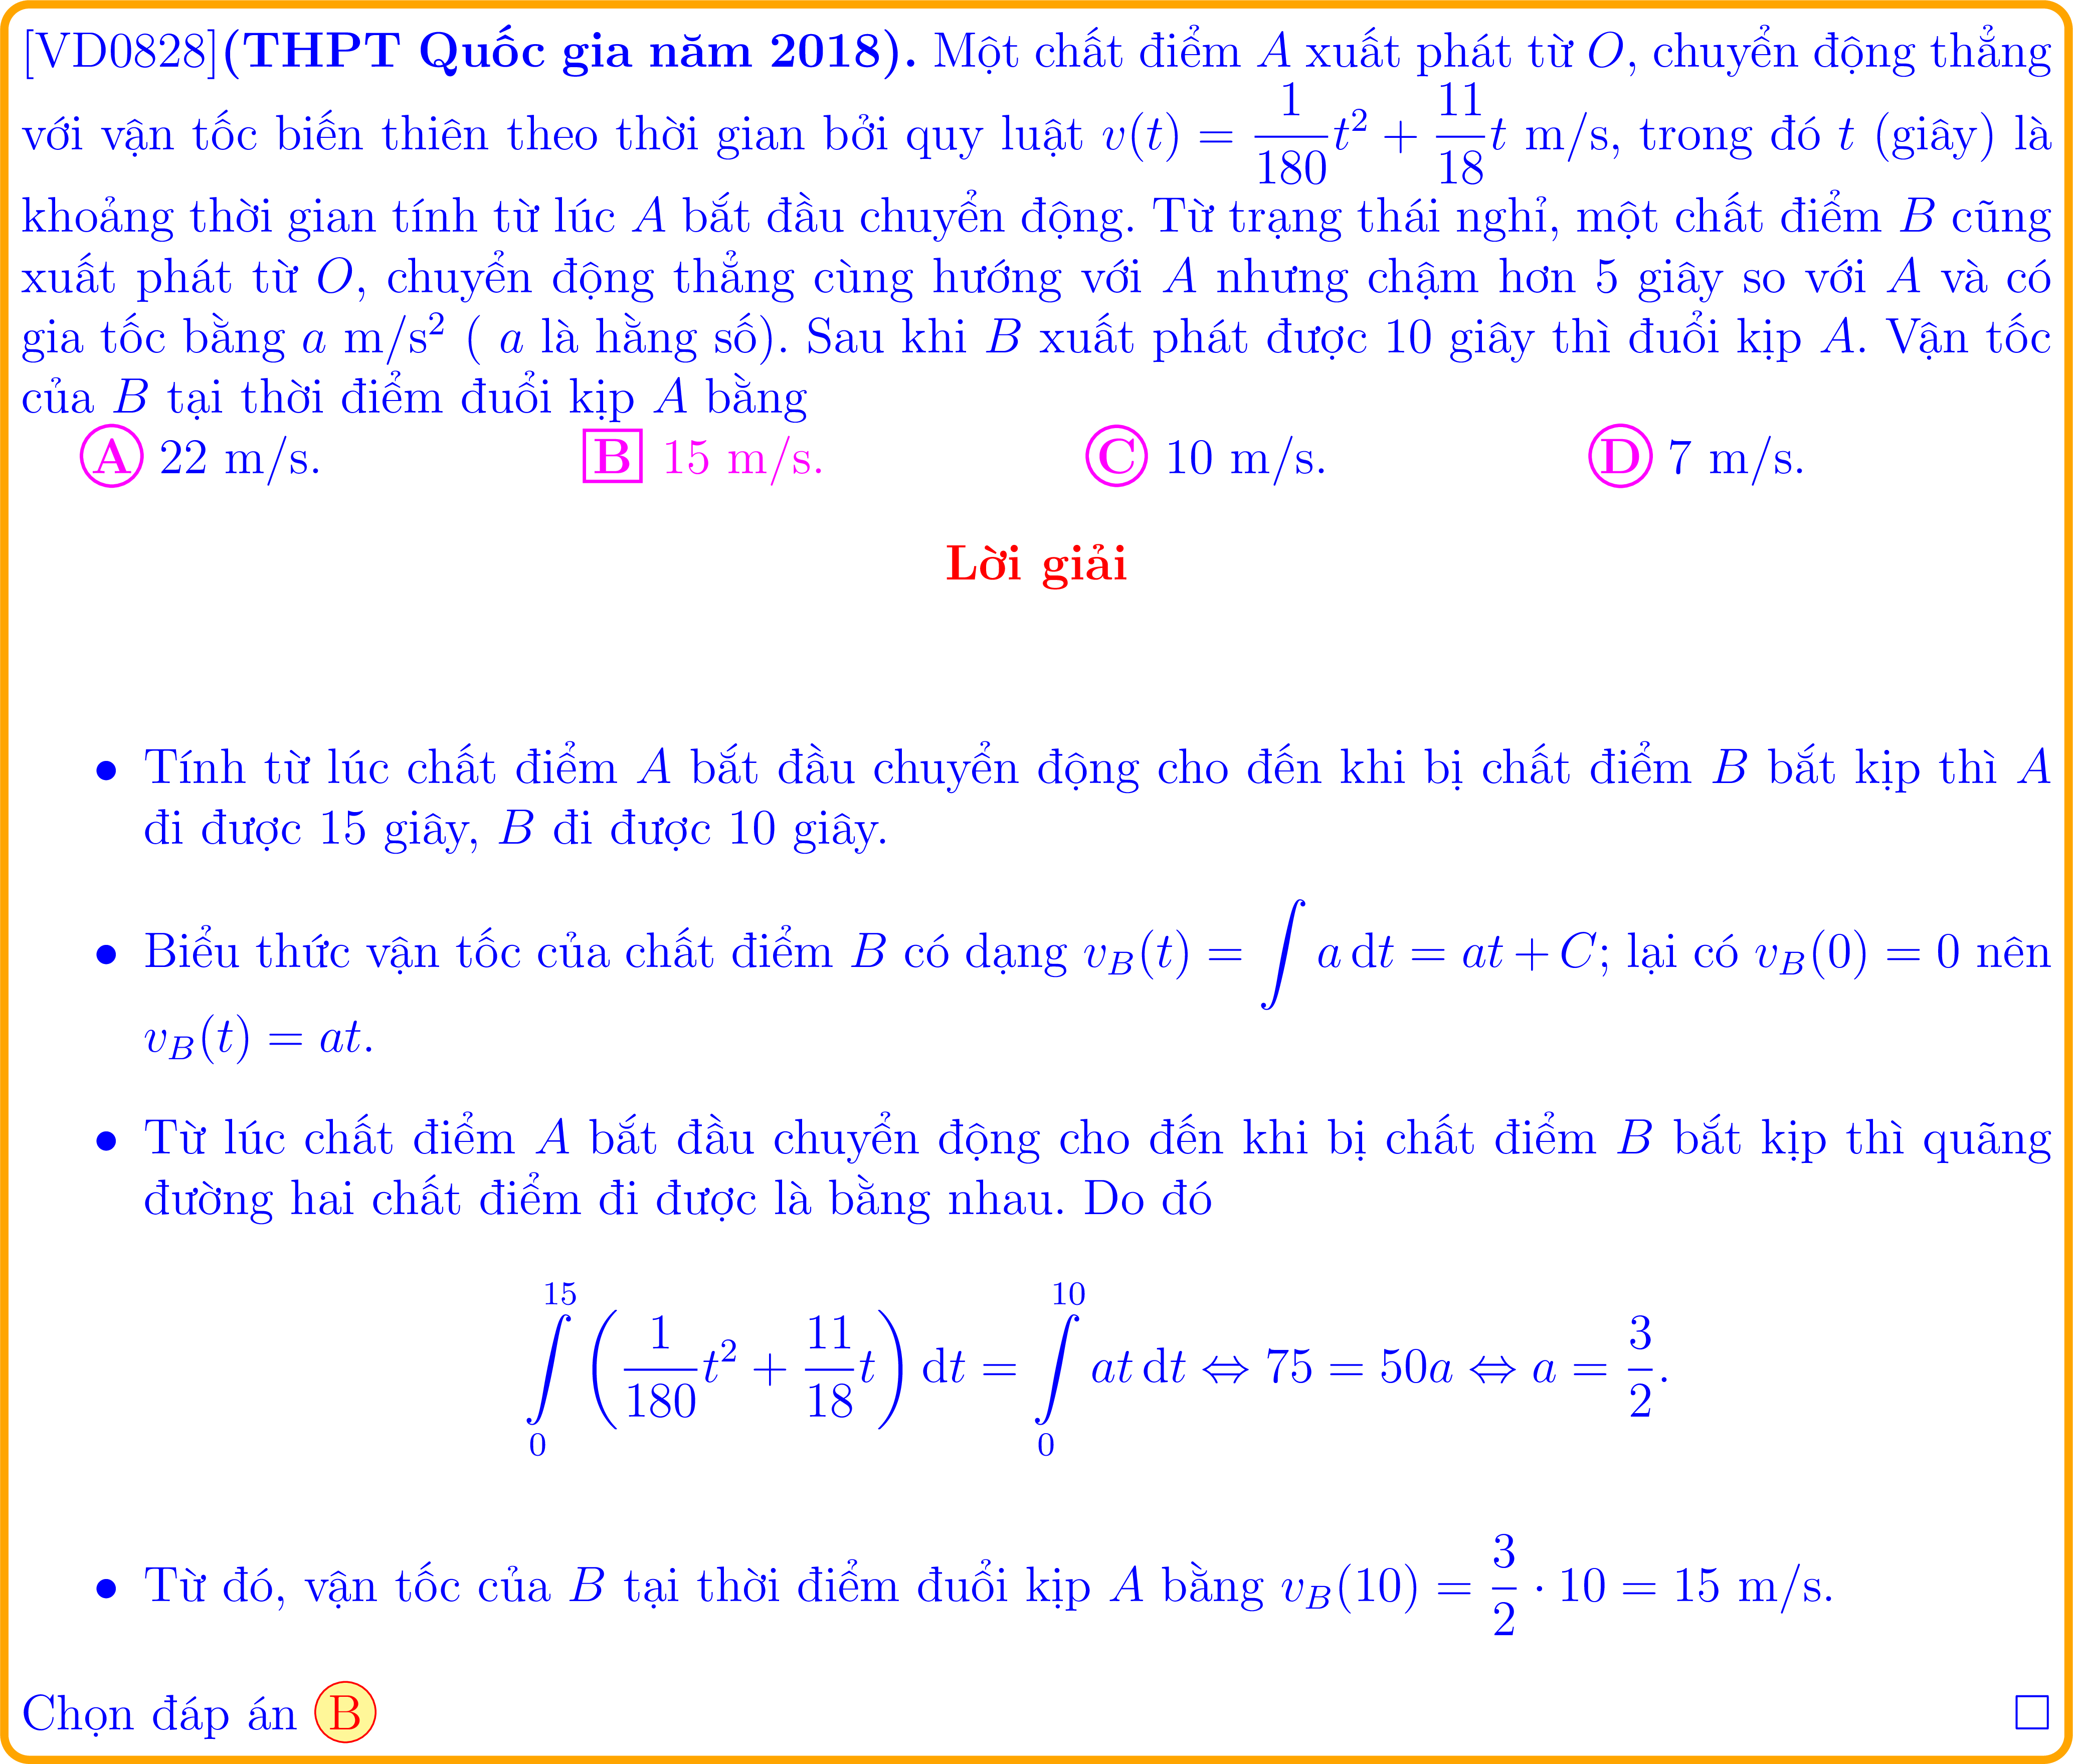 [VD0828](THPT Quốc gia năm 2018). Một chất điểm A xuất phát từ O, chuyển động thẳng
với vận tốc biến thiên theo thời gian bởi quy luật v(t) = \frac{1}{180}t^2 + \frac{11}{18}t m/s, trong đó t (giây) là
khoảng thời gian tính từ lúc A bắt đầu chuyển động. Từ trạng thái nghỉ, một chất điểm B cũng
xuất phát từ O, chuyển động thẳng cùng hướng với A nhưng chậm hơn 5 giây so với A và có
gia tốc bằng a m/s² ( a là hằng số). Sau khi B xuất phát được 10 giây thì đuổi kịp A. Vận tốc
của B tại thời điểm đuổi kịp A bằng
A 22 m/s. B 15 m/s. C 10 m/s. D 7 m/s.
Lời giải
• Tính từ lúc chất điểm A bắt đầu chuyển động cho đến khi bị chất điểm B bắt kịp thì A
đi được 15 giây, B đi được 10 giây.
• Biểu thức vận tốc của chất điểm B có dạng v_B(t) = \int a dt = at + C; lại có v_B(0) = 0 nên
v_B(t) = at.
• Từ lúc chất điểm A bắt đầu chuyển động cho đến khi bị chất điểm B bắt kịp thì quãng
đường hai chất điểm đi được là bằng nhau. Do đó
\int_0^{15} \left(\frac{1}{180}t^2 + \frac{11}{18}t\right) dt = \int_0^{10} at dt ⇔ 75 = 50a ⇔ a = \frac{3}{2}.
• Từ đó, vận tốc của B tại thời điểm đuổi kịp A bằng v_B(10) = \frac{3}{2} · 10 = 15 m/s.
Chọn đáp án B □